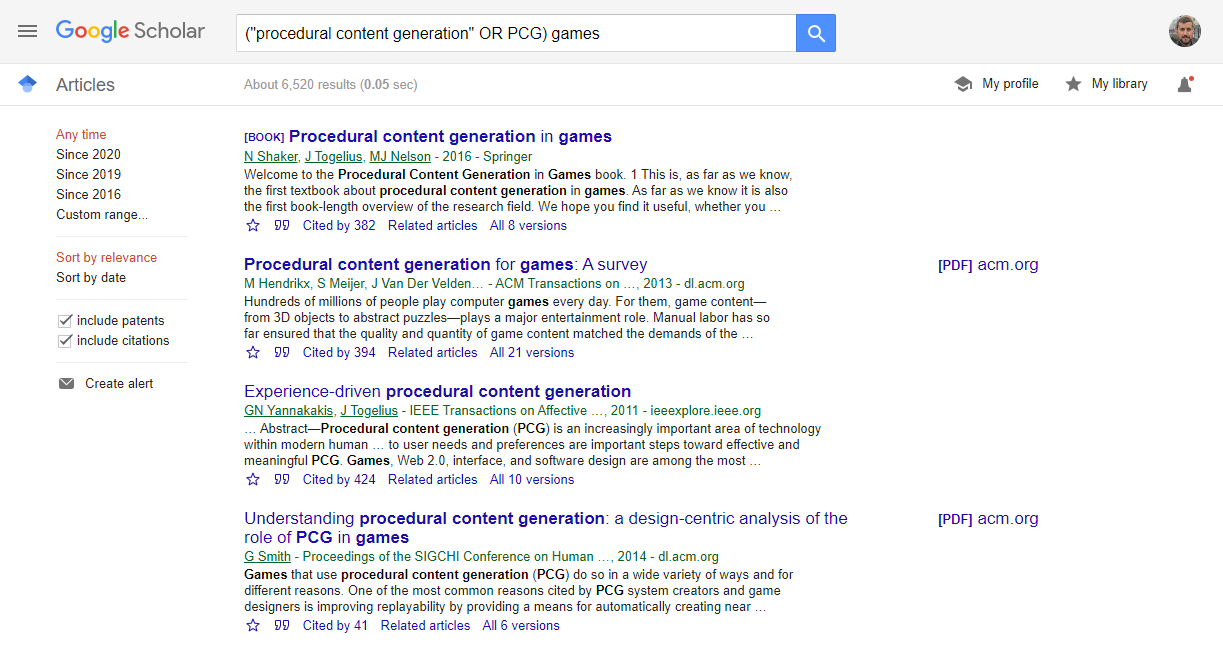 Google Scholar
("procedural content generation" OR PCG) games
Articles
About 6,520 results (0.05 sec)
My profile
My library
Any time
Since 2020
Since 2019
Since 2016
Custom range...
Sort by relevance
Sort by date
include patents
include citations
Create alert
[BOOK] Procedural content generation in games
N Shaker, J Togelius, MJ Nelson - 2016 - Springer
Welcome to the Procedural Content Generation in Games book. 1 This is, as far as we know,
the first textbook about procedural content generation in games. As far as we know it is also
the first book-length overview of the research field. We hope you find it useful, whether you …
Cited by 382 Related articles All 8 versions
Procedural content generation for games: A survey
[PDF] acm.org
M Hendrikx, S Meijer, J Van Der Velden… - ACM Transactions on …, 2013 - dl.acm.org
Hundreds of millions of people play computer games every day. For them, game content—
from 3D objects to abstract puzzles—plays a major entertainment role. Manual labor has so
far ensured that the quality and quantity of game content matched the demands of the …
Cited by 394 Related articles All 21 versions
Experience-driven procedural content generation
GN Yannakakis, J Togelius - IEEE Transactions on Affective …, 2011 - ieeexplore.ieee.org
… Abstract—Procedural content generation (PCG) is an increasingly important area of technology
within modern human … to user needs and preferences are important steps toward effective and
meaningful PCG. Games, Web 2.0, interface, and software design are among the most …
Cited by 424 Related articles All 10 versions
Understanding procedural content generation: a design-centric analysis of the
role of PCG in games
[PDF] acm.org
G Smith - Proceedings of the SIGCHI Conference on Human …, 2014 - dl.acm.org
Games that use procedural content generation (PCG) do so in a wide variety of ways and for
different reasons. One of the most common reasons cited by PCG system creators and game
designers is improving replayability by providing a means for automatically creating near …
Cited by 41 Related articles All 6 versions